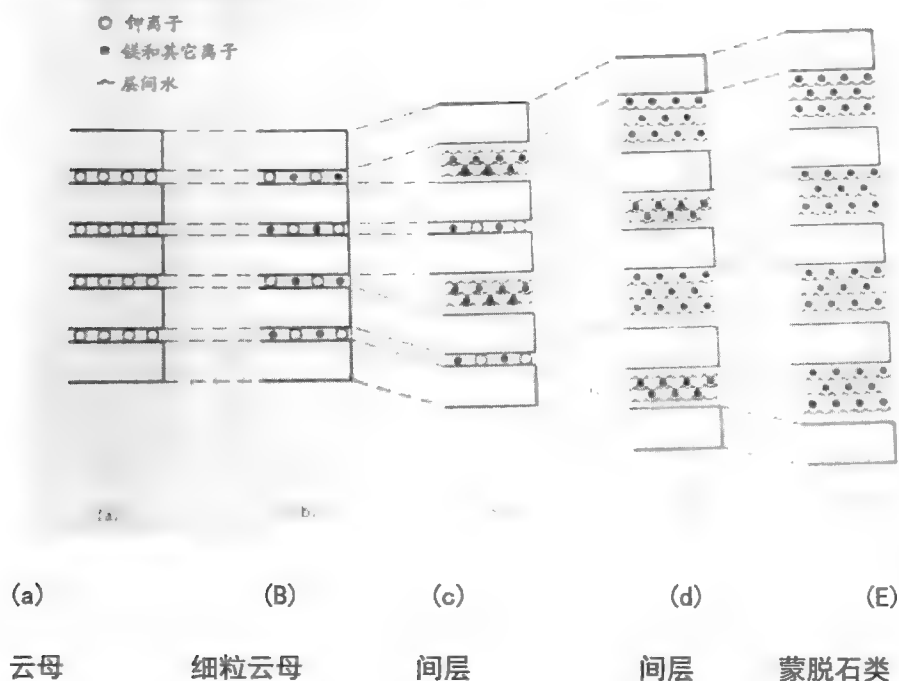 钾离子
镁和其它离子
层间水
(a.
b.
(a) (B) (c) (d) (E)
云母 细粒云母 间层 间层 蒙脱石类